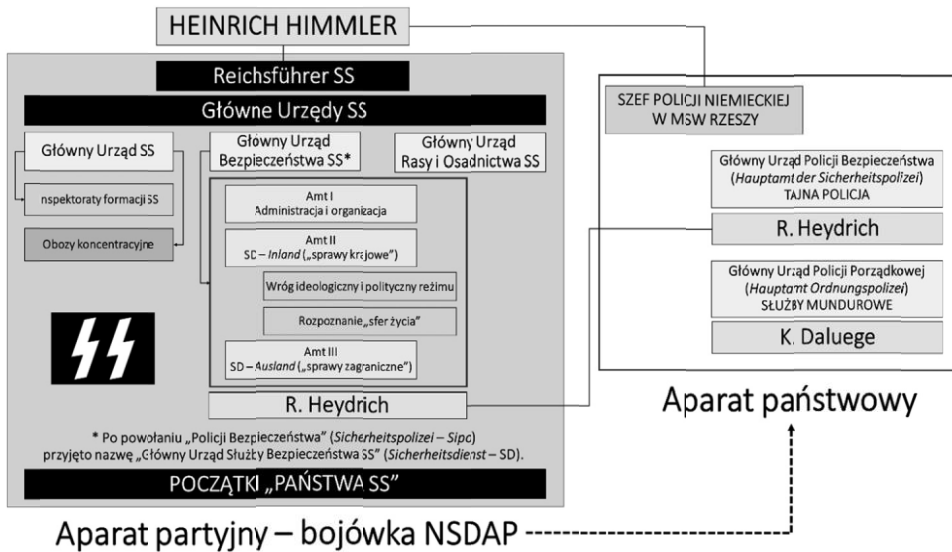 HEINRICH HIMMLER
Reichsführer SS
Główne Urzędy SS
Główny Urząd SS
Inspektoraty formacji SS
Obozy koncentracyjne
Główny Urząd
Bezpieczeństwa SS*
Główny Urząd
Rasy i Osadnictwa SS
Amt I
Administracja i organizacja
Amt II
SD – Inland („sprawy krajowe”)
Wróg ideologiczny i polityczny reżimu
Rozpoznanie „sfer życia”
Amt III
SD – Ausland („sprawy zagraniczne”)
R. Heydrich
* Po powołaniu „Policji Bezpieczeństwa” (Sicherheitspolizei – Sipo)
przyjęto nazwę „Główny Urząd Służby Bezpieczeństwa SS” (Sicherheitsdienst – SD).
POCZĄTKI „PAŃSTWA SS”
Aparat partyjny – bojówka NSDAP
SZEF POLICJI NIEMIECKIEJ
W MSW RZESZY
Główny Urząd Policji Bezpieczeństwa
(Hauptamt der Sicherheitspolizei)
TAJNA POLICJA
R. Heydrich
Główny Urząd Policji Porządkowej
(Hauptamt Ordnungspolizei)
SŁUŻBY MUNDUROWE
K. Daluege
Aparat państwowy